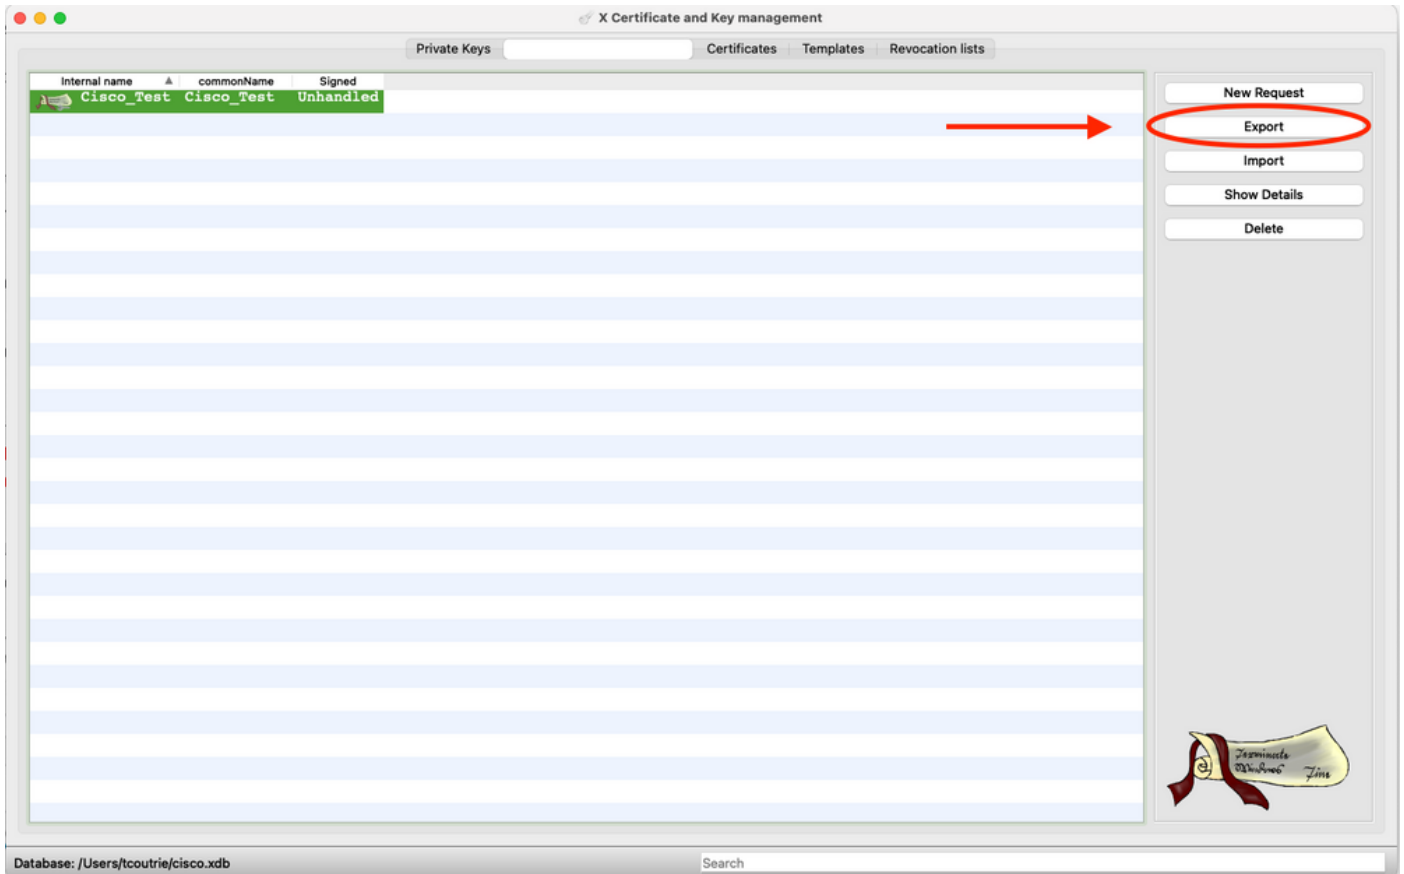 X Certificate and Key management
Private Keys Certificates Templates Revocation lists
Internal name commonName Signed
Cisco_Test Cisco_Test Unhandled
New Request
Export
Import
Show Details
Delete
Database: /Users/tcoutrie/cisco.xdb
Search